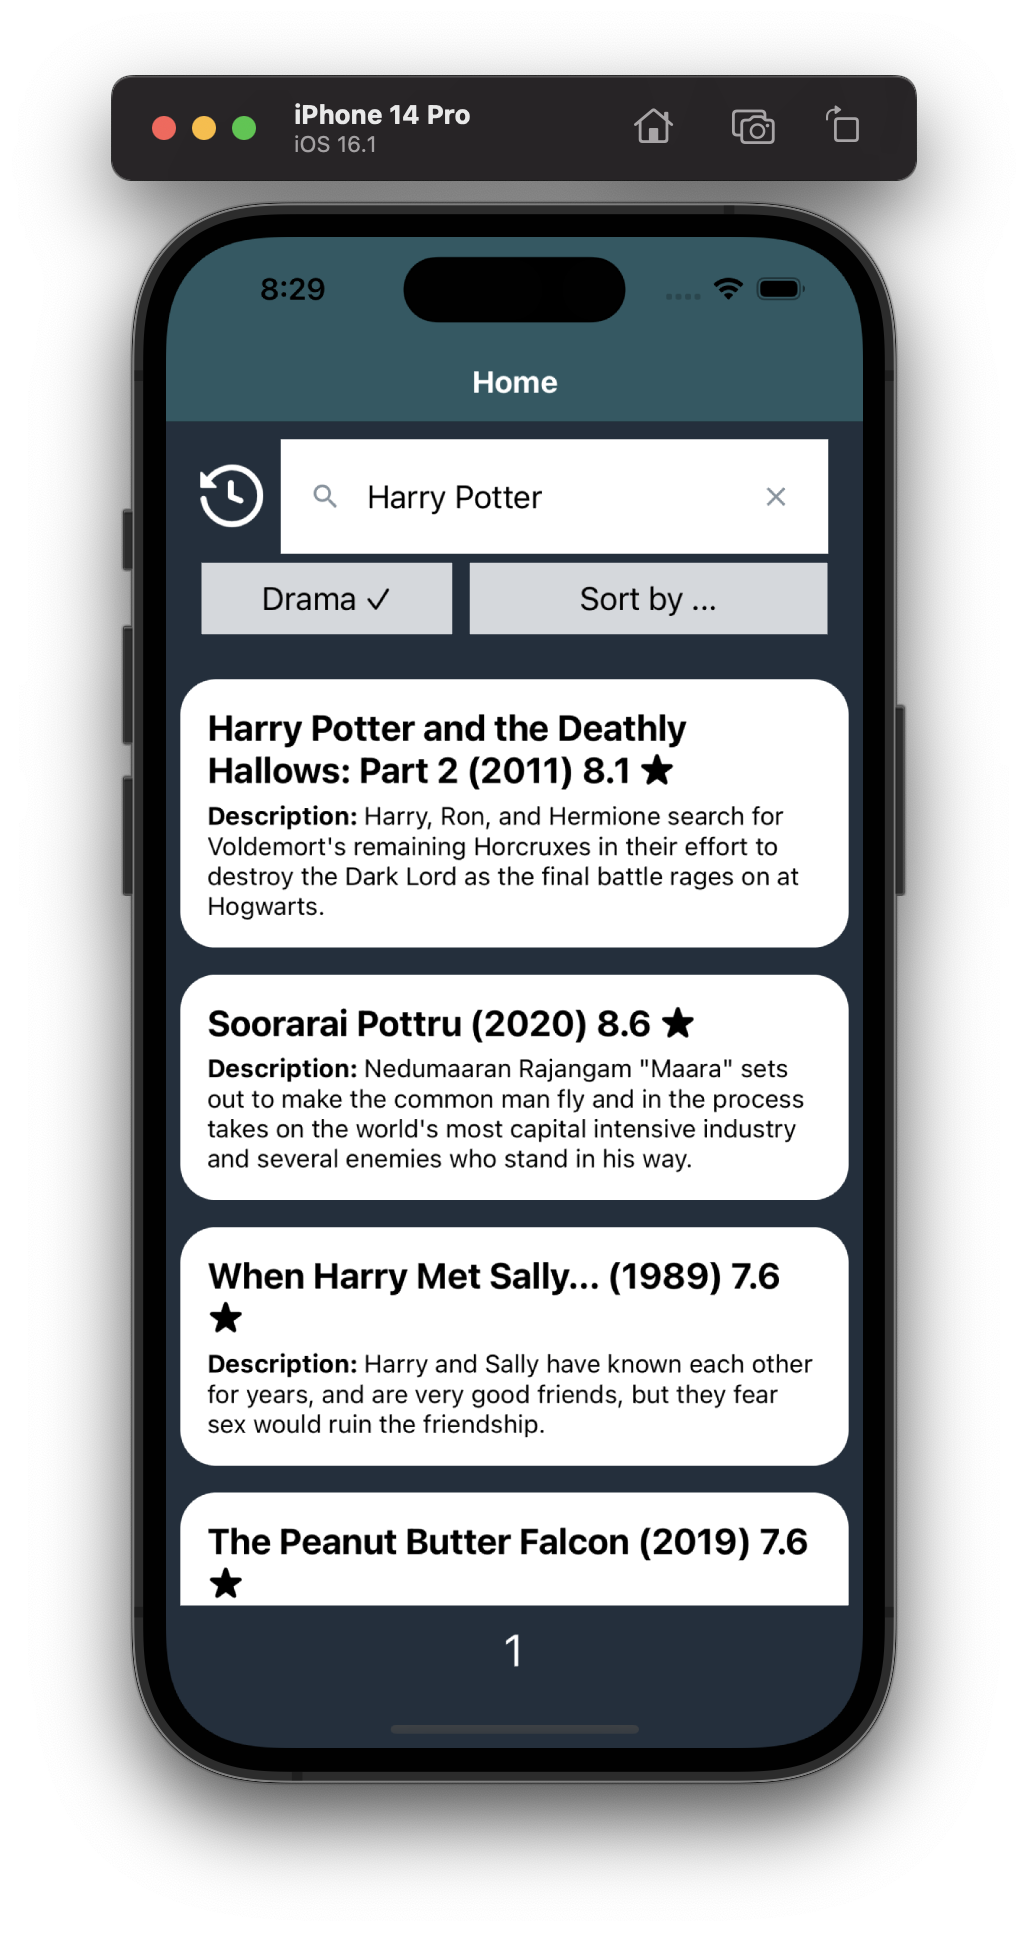 iPhone 14 Pro
iOS 16.1
8:29
Home
Harry Potter
Drama ✓
Sort by ...
Harry Potter and the Deathly
Hallows: Part 2 (2011) 8.1 ★
Description: Harry, Ron, and Hermione search for
Voldemort's remaining Horcruxes in their effort to
destroy the Dark Lord as the final battle rages on at
Hogwarts.
Soorarai Pottru (2020) 8.6 ★
Description: Nedumaaran Rajangam "Maara" sets
out to make the common man fly and in the process
takes on the world's most capital intensive industry
and several enemies who stand in his way.
When Harry Met Sally... (1989) 7.6
★
Description: Harry and Sally have known each other
for years, and are very good friends, but they fear
sex would ruin the friendship.
The Peanut Butter Falcon (2019) 7.6
★
1